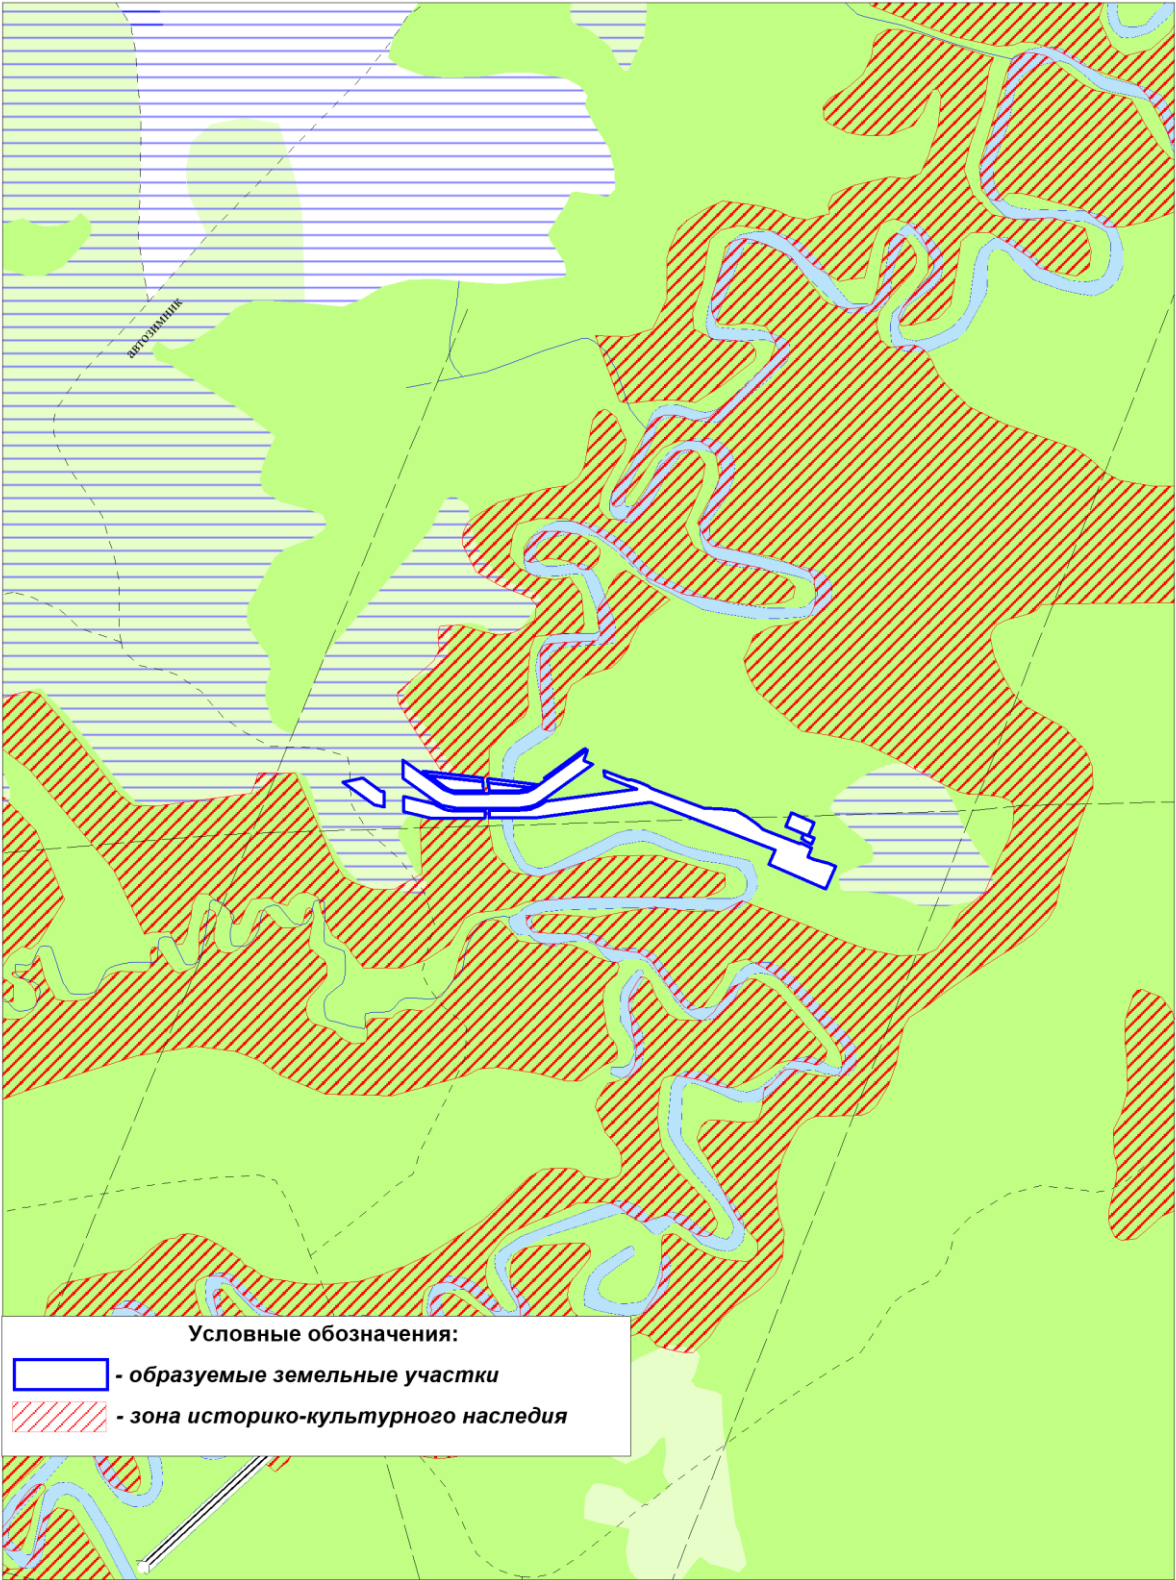 автозимник
Условные обозначения:
- образуемые земельные участки
- зона историко-культурного наследия